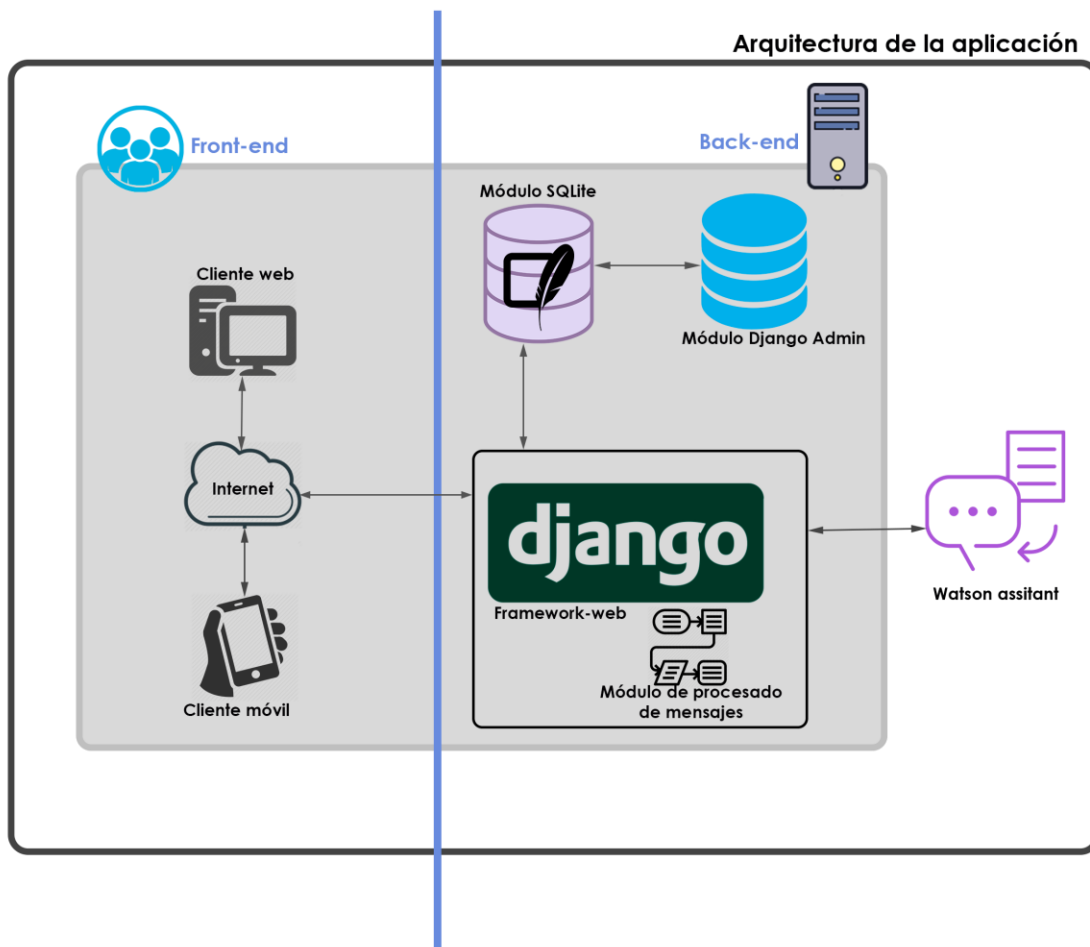 Arquitectura de la aplicación
Front-end
Back-end
Módulo SQLite
Cliente web
Módulo Django Admin
Internet
django
Framework-web
Watson assitant
Módulo de procesado
de mensajes
Cliente móvil